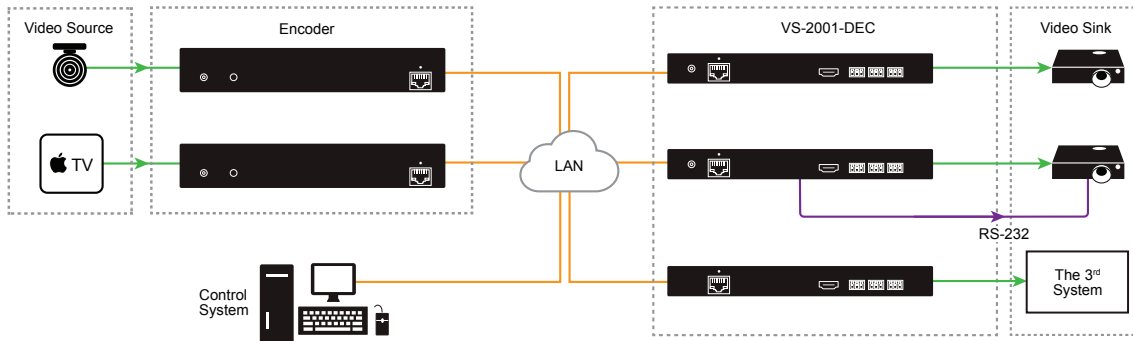 Video Source
Encoder
VS-2001-DEC
Video Sink
TV
LAN
RS-232
Control
System
The 3rd
System